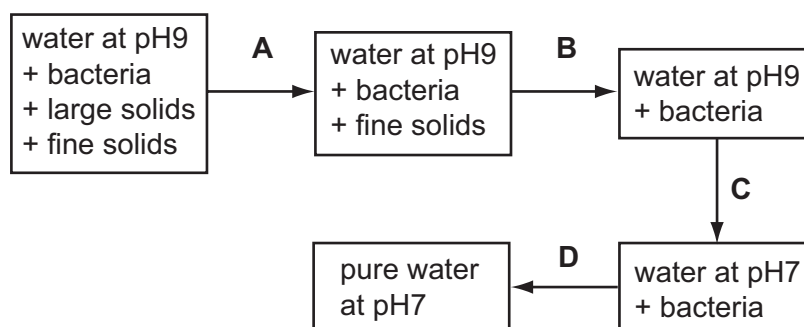 water at pH9
+ bacteria
+ large solids
+ fine solids
A
water at pH9
+ bacteria
+ fine solids
B
water at pH9
+ bacteria
C
water at pH7
+ bacteria
D
pure water
at pH7